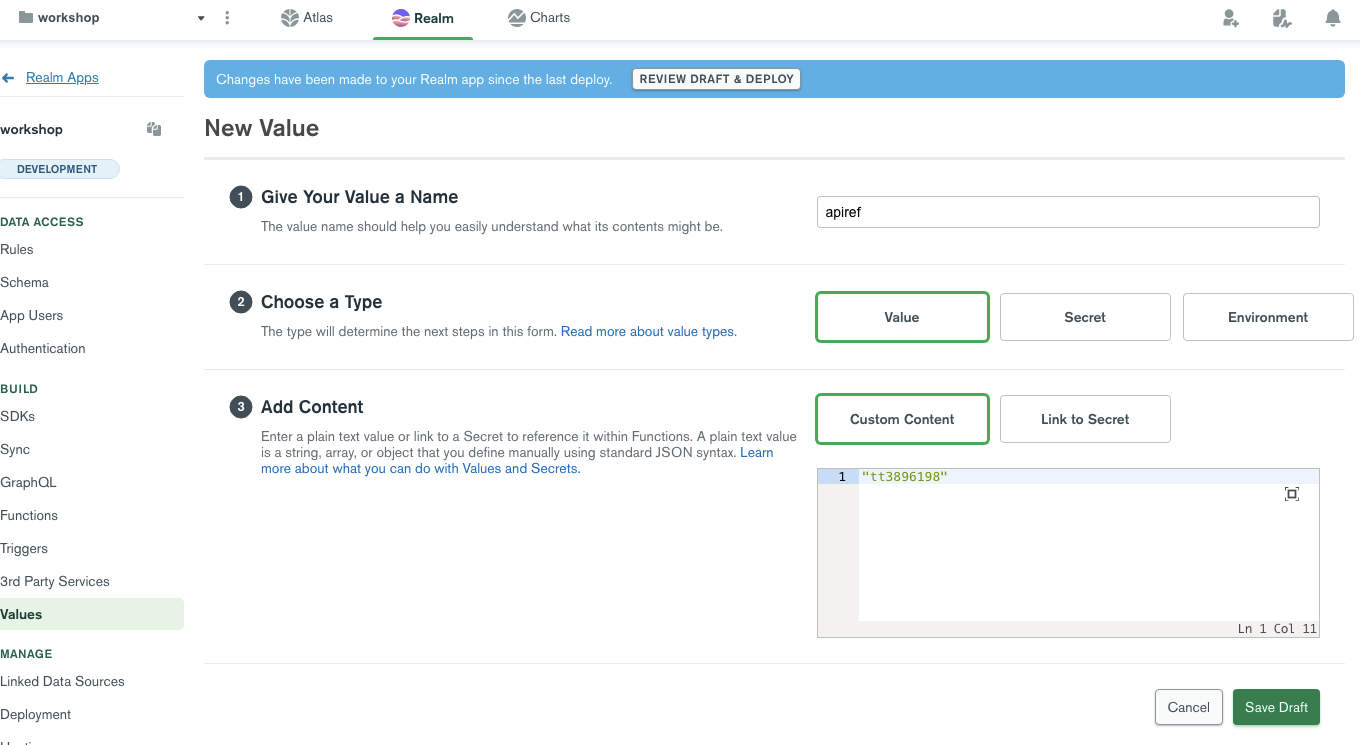 workshop
Atlas
Realm
Charts
Realm Apps
workshop
DEVELOPMENT
DATA ACCESS
Rules
Schema
App Users
Authentication
BUILD
SDKs
Sync
GraphQL
Functions
Triggers
3rd Party Services
Values
MANAGE
Linked Data Sources
Deployment
Changes have been made to your Realm app since the last deploy.
REVIEW DRAFT & DEPLOY
New Value
1 Give Your Value a Name
The value name should help you easily understand what its contents might be.
apiref
2 Choose a Type
The type will determine the next steps in this form. Read more about value types.
Value
Secret
Environment
3 Add Content
Enter a plain text value or link to a Secret to reference it within Functions. A plain text value
is a string, array, or object that you define manually using standard JSON syntax. Learn
more about what you can do with Values and Secrets.
Custom Content
Link to Secret
1 "tt3896198"
Ln 1 Col 11
Cancel
Save Draft